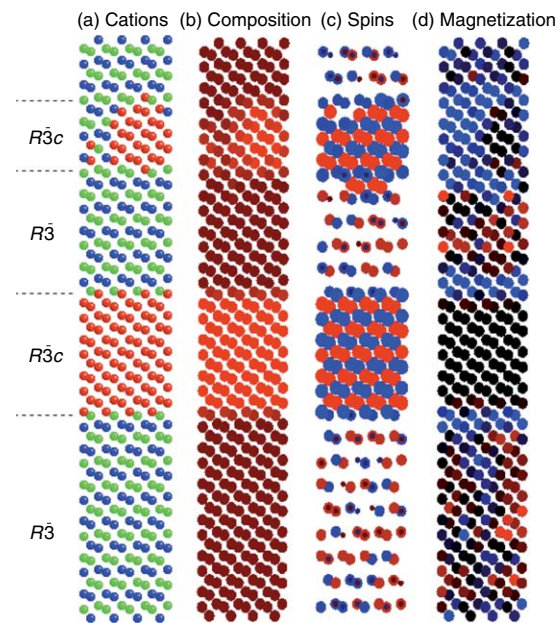 (a) Cations (b) Composition (c) Spins (d) Magnetization
R3̄c
R3̄
R3̄c
R3̄